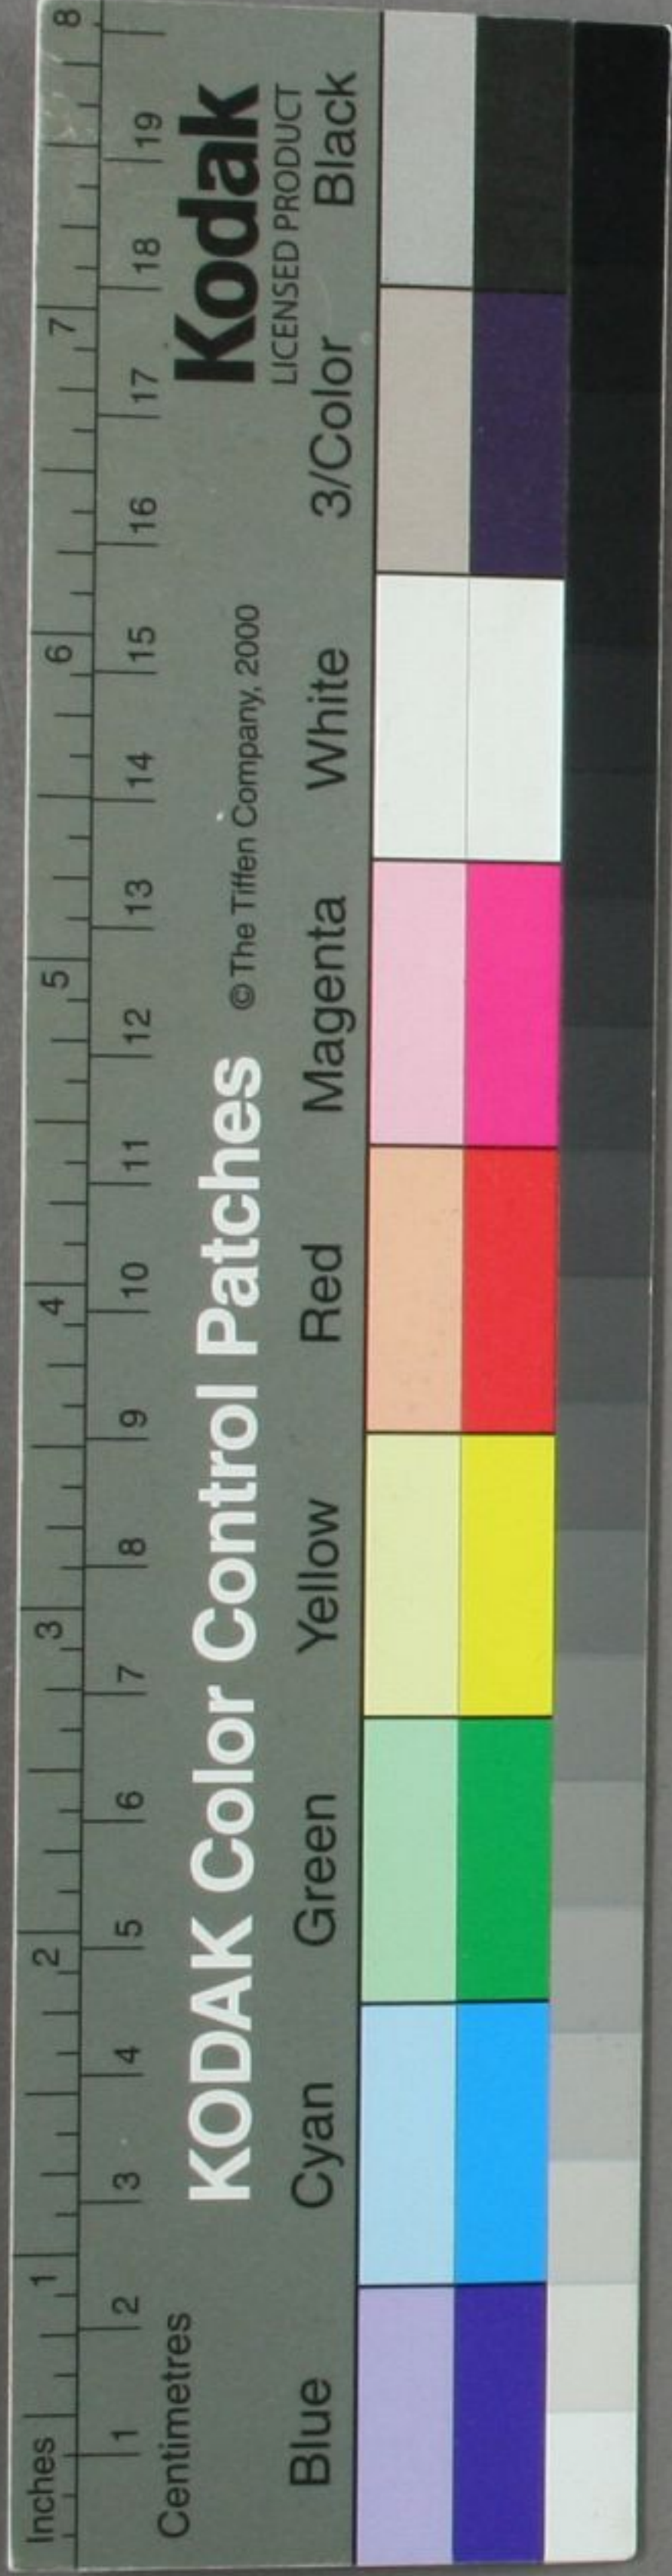 Inches 1 2 3 4 5 6 7 8
1 2 3 4 5 6 7 8 9 10 11 12 13 14 15 16 17 18 19
Centimetres
KODAK Color Control Patches © The Tiffen Company, 2000 Kodak
LICENSED PRODUCT
Blue Cyan Green Yellow Red Magenta White 3/Color Black